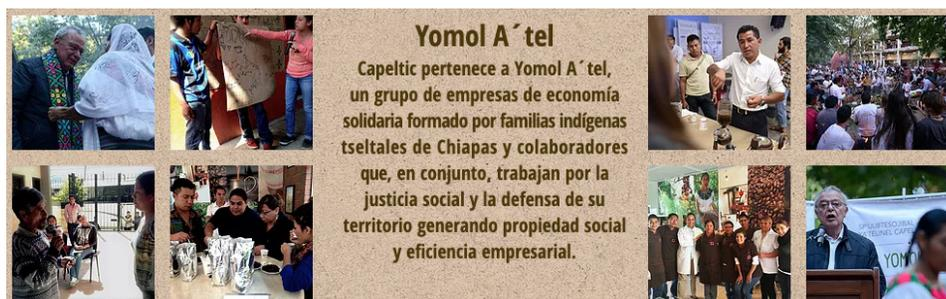 Yomol A´tel
Capeltic pertenece a Yomol A´tel,
un grupo de empresas de economía
solidaria formado por familias indígenas
tseltales de Chiapas y colaboradores
que, en conjunto, trabajan por la
justicia social y la defensa de su
territorio generando propiedad social
y eficiencia empresarial.
YOMO